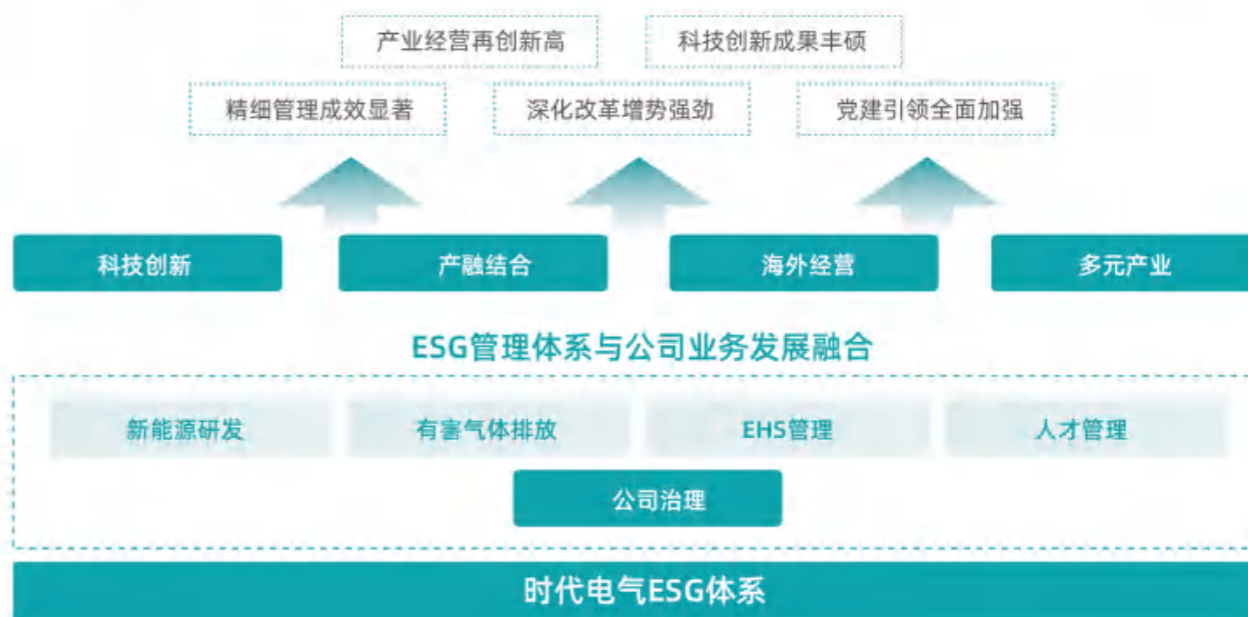 产业经营再创新高 科技创新成果丰硕
精细管理成效显著 深化改革增势强劲 党建引领全面加强
科技创新 产融结合 海外经营 多元产业
ESG管理体系与公司业务发展融合
新能源研发 有害气体排放 EHS管理 人才管理
公司治理
时代电气ESG体系